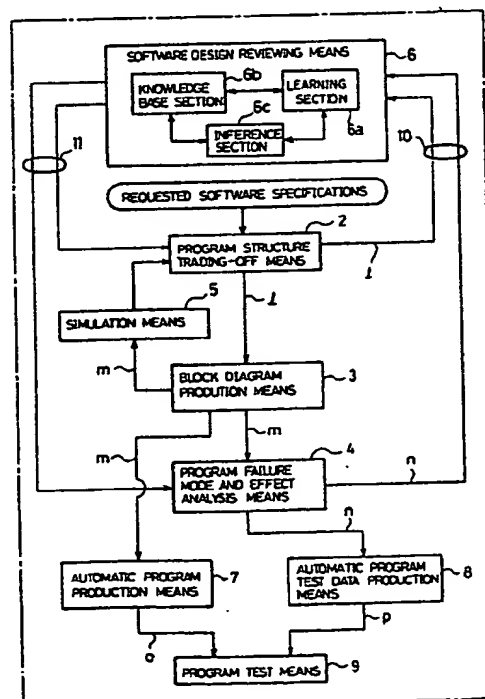 SOFTWARE DESIGN REVIEWING MEANS
6
6b
KNOWLEDGE
BASE SECTION
LEARNING
SECTION
6c
6a
INFERENCE
SECTION
11
10
REQUESTED SOFTWARE SPECIFICATIONS
2
PROGRAM STRUCTURE
TRADING-OFF MEANS
l
5
SIMULATION MEANS
l
m
BLOCK DIAGRAM
PRODUTION MEANS
3
m
m
4
PROGRAM FAILURE
MODE AND EFFECT
ANALYSIS MEANS
n
n
AUTOMATIC PROGRAM
PRODUCTION MEANS
7
AUTOMATIC PROGRAM
TEST DATA PRODUCTION
MEANS
8
o
p
PROGRAM TEST MEANS
9